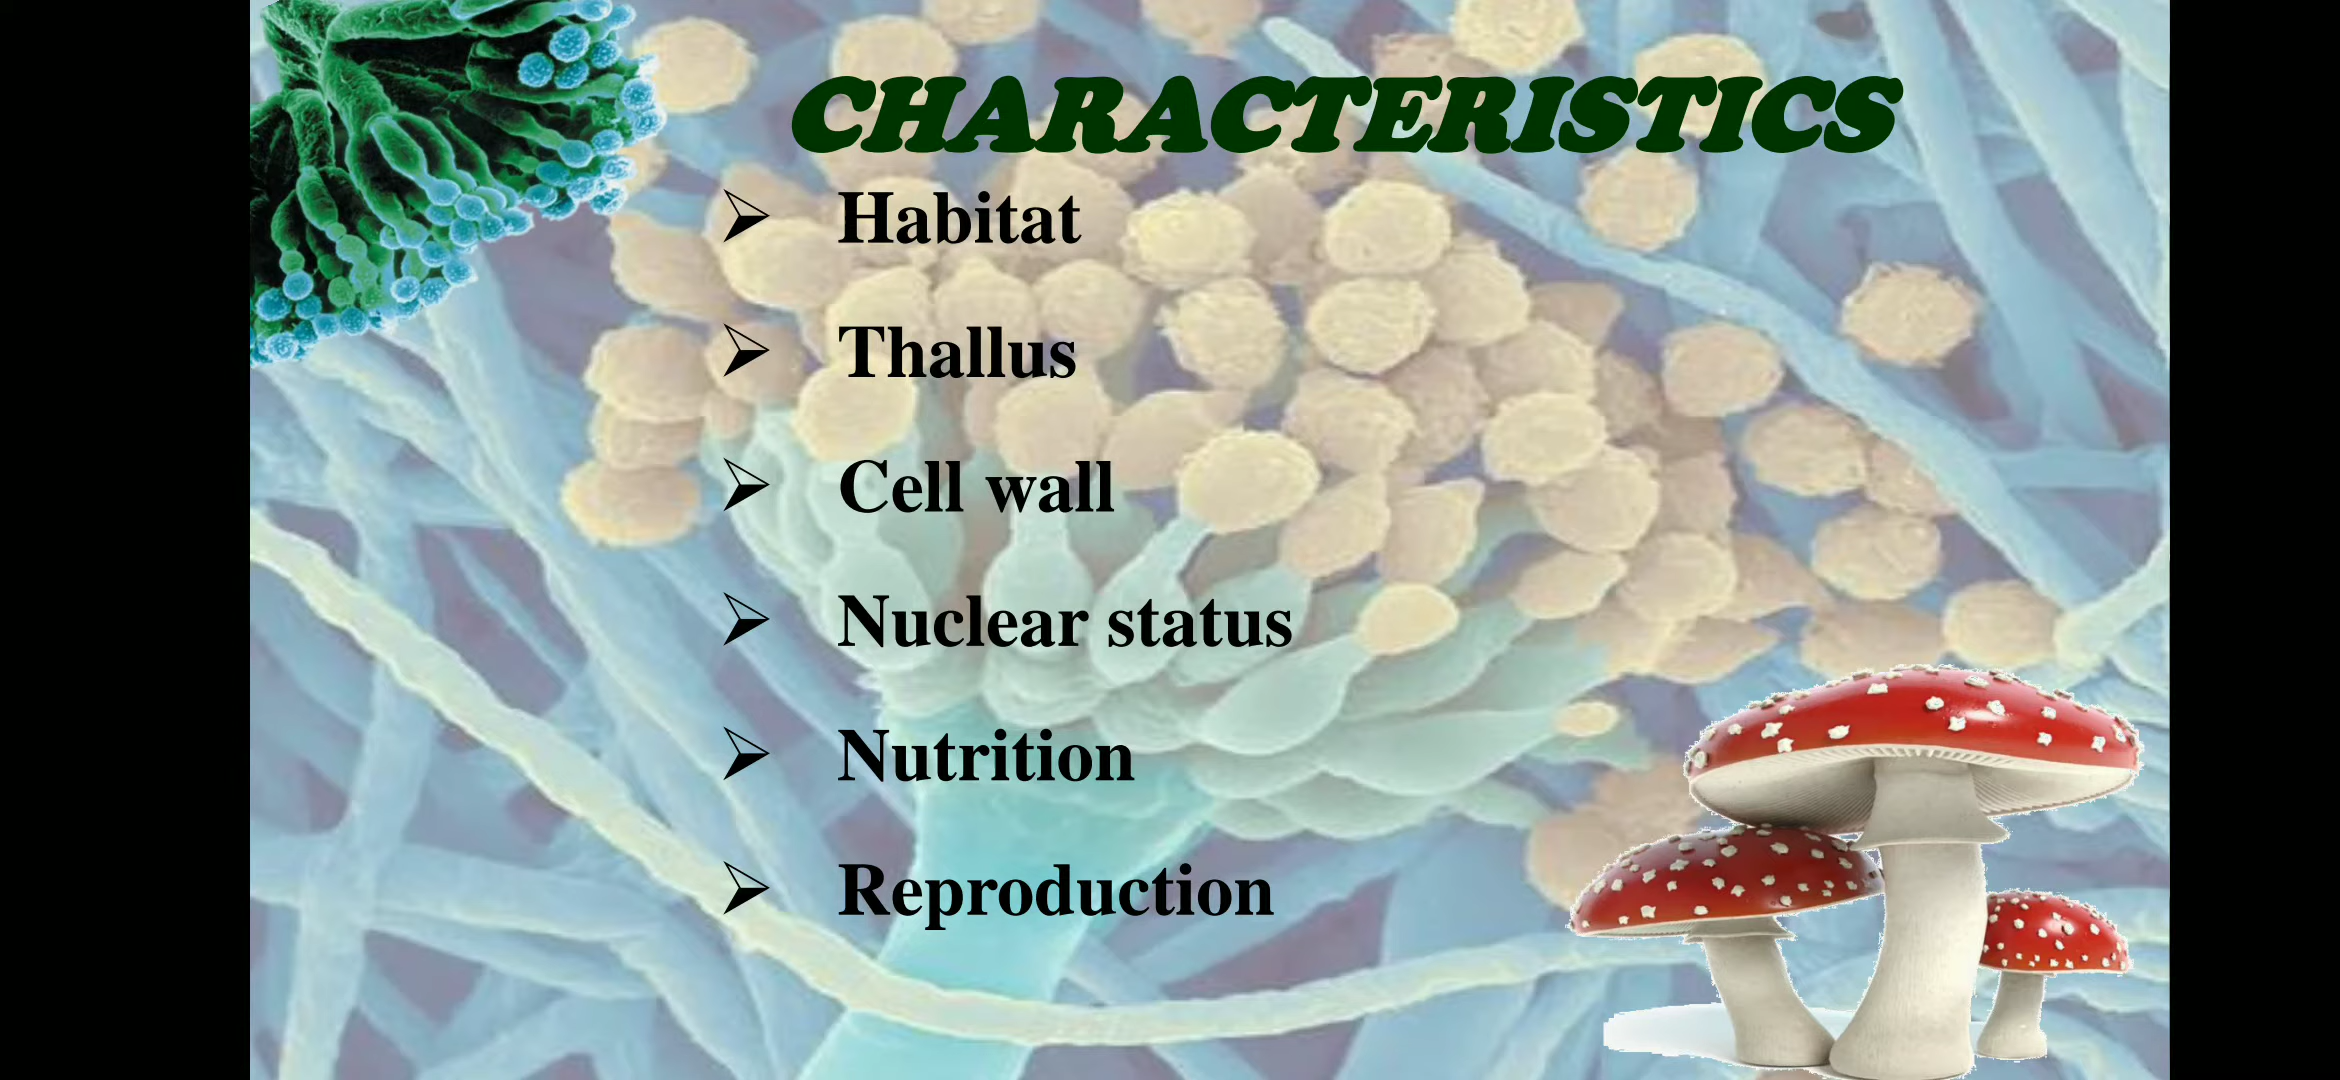 CHARACTERISTICS
➢ Habitat
➢ Thallus
➢ Cell wall
➢ Nuclear status
➢ Nutrition
➢ Reproduction